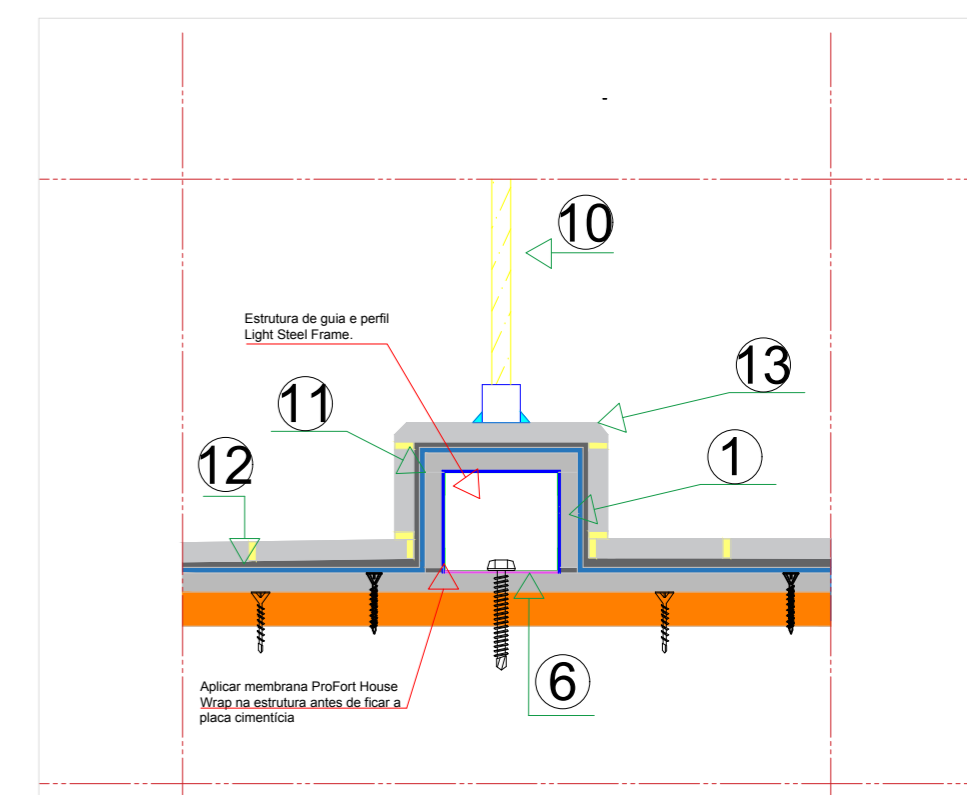 -
10
Estrutura de guia e perfil
Light Steel Frame.
13
11
12
1
6
Aplicar membrana ProFort House
Wrap na estrutura antes de ficar a
placa cimentícia